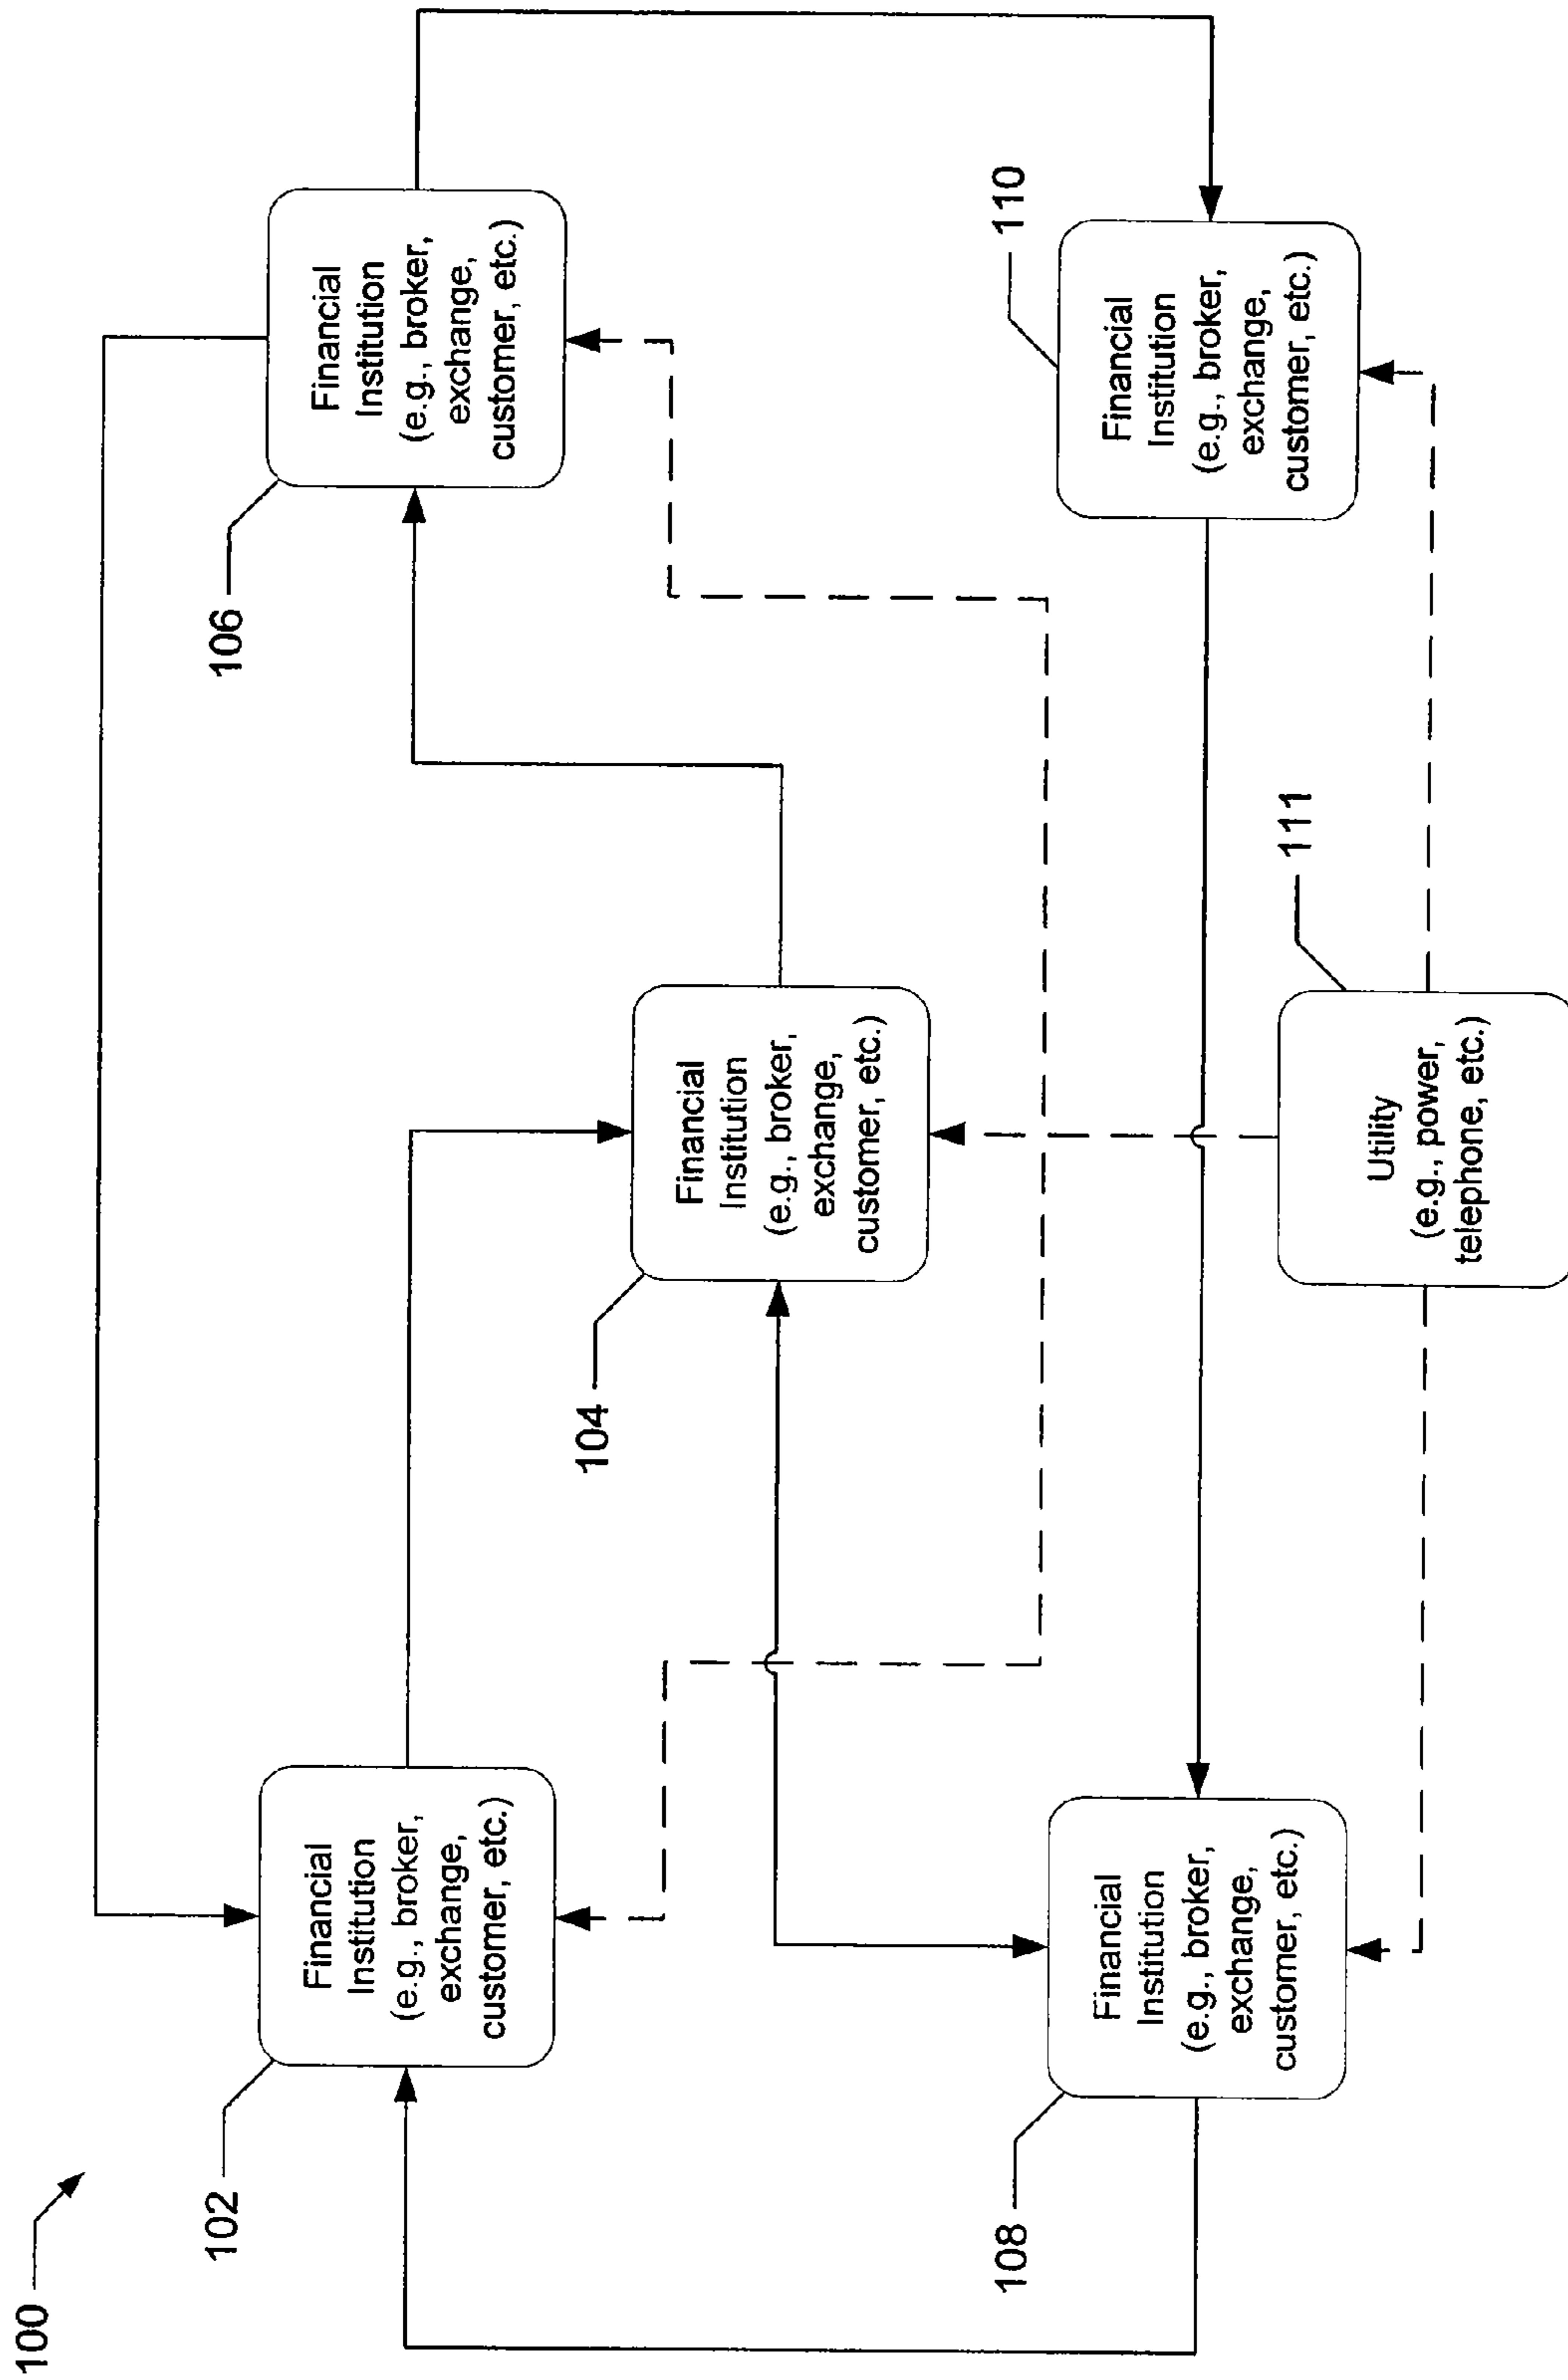 100
102
Financial
Institution
(e.g., broker,
exchange,
customer, etc.)
106
Financial
Institution
(e.g., broker,
exchange,
customer, etc.)
104
Financial
Institution
(e.g., broker,
exchange,
customer, etc.)
108
Financial
Institution
(e.g., broker,
exchange,
customer, etc.)
110
Financial
Institution
(e.g., broker,
exchange,
customer, etc.)
111
Utility
(e.g., power,
telephone, etc.)